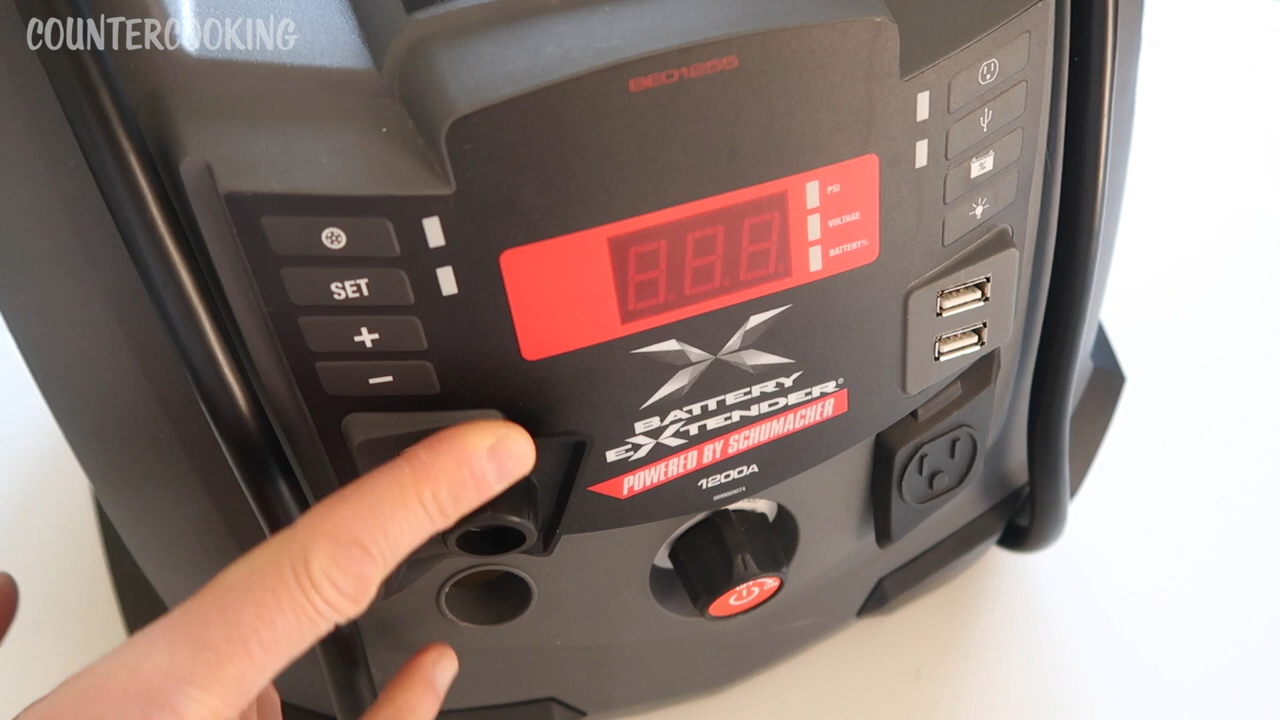 COUNTERCOOKING
BE01255
PSI
VOLTAGE
BATTERY%
SET
+
−
BATTERY
EXTENDER®
POWERED BY SCHUMACHER
1200A